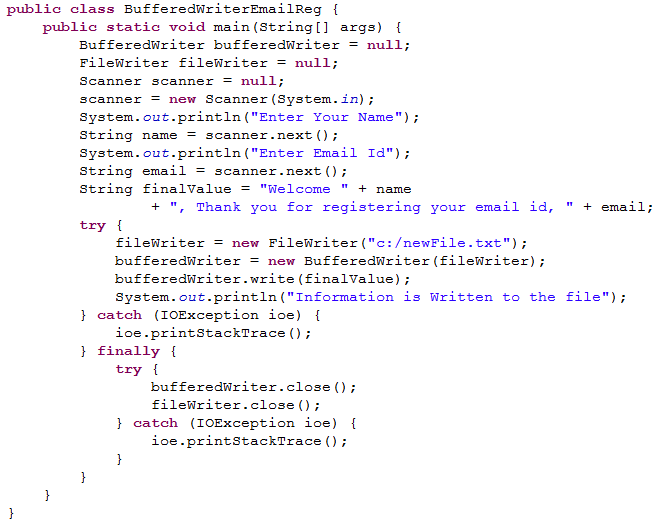 public class BufferedWriterEmailReg {
    public static void main(String[] args) {
        BufferedWriter bufferedWriter = null;
        FileWriter fileWriter = null;
        Scanner scanner = null;
        scanner = new Scanner(System.in);
        System.out.println("Enter Your Name");
        String name = scanner.next();
        System.out.println("Enter Email Id");
        String email = scanner.next();
        String finalValue = "Welcome " + name
                + ", Thank you for registering your email id, " + email;
        try {
            fileWriter = new FileWriter("c:/newFile.txt");
            bufferedWriter = new BufferedWriter(fileWriter);
            bufferedWriter.write(finalValue);
            System.out.println("Information is Written to the file");
        } catch (IOException ioe) {
            ioe.printStackTrace();
        } finally {
            try {
                bufferedWriter.close();
                fileWriter.close();
            } catch (IOException ioe) {
                ioe.printStackTrace();
            }
        }
    }
}